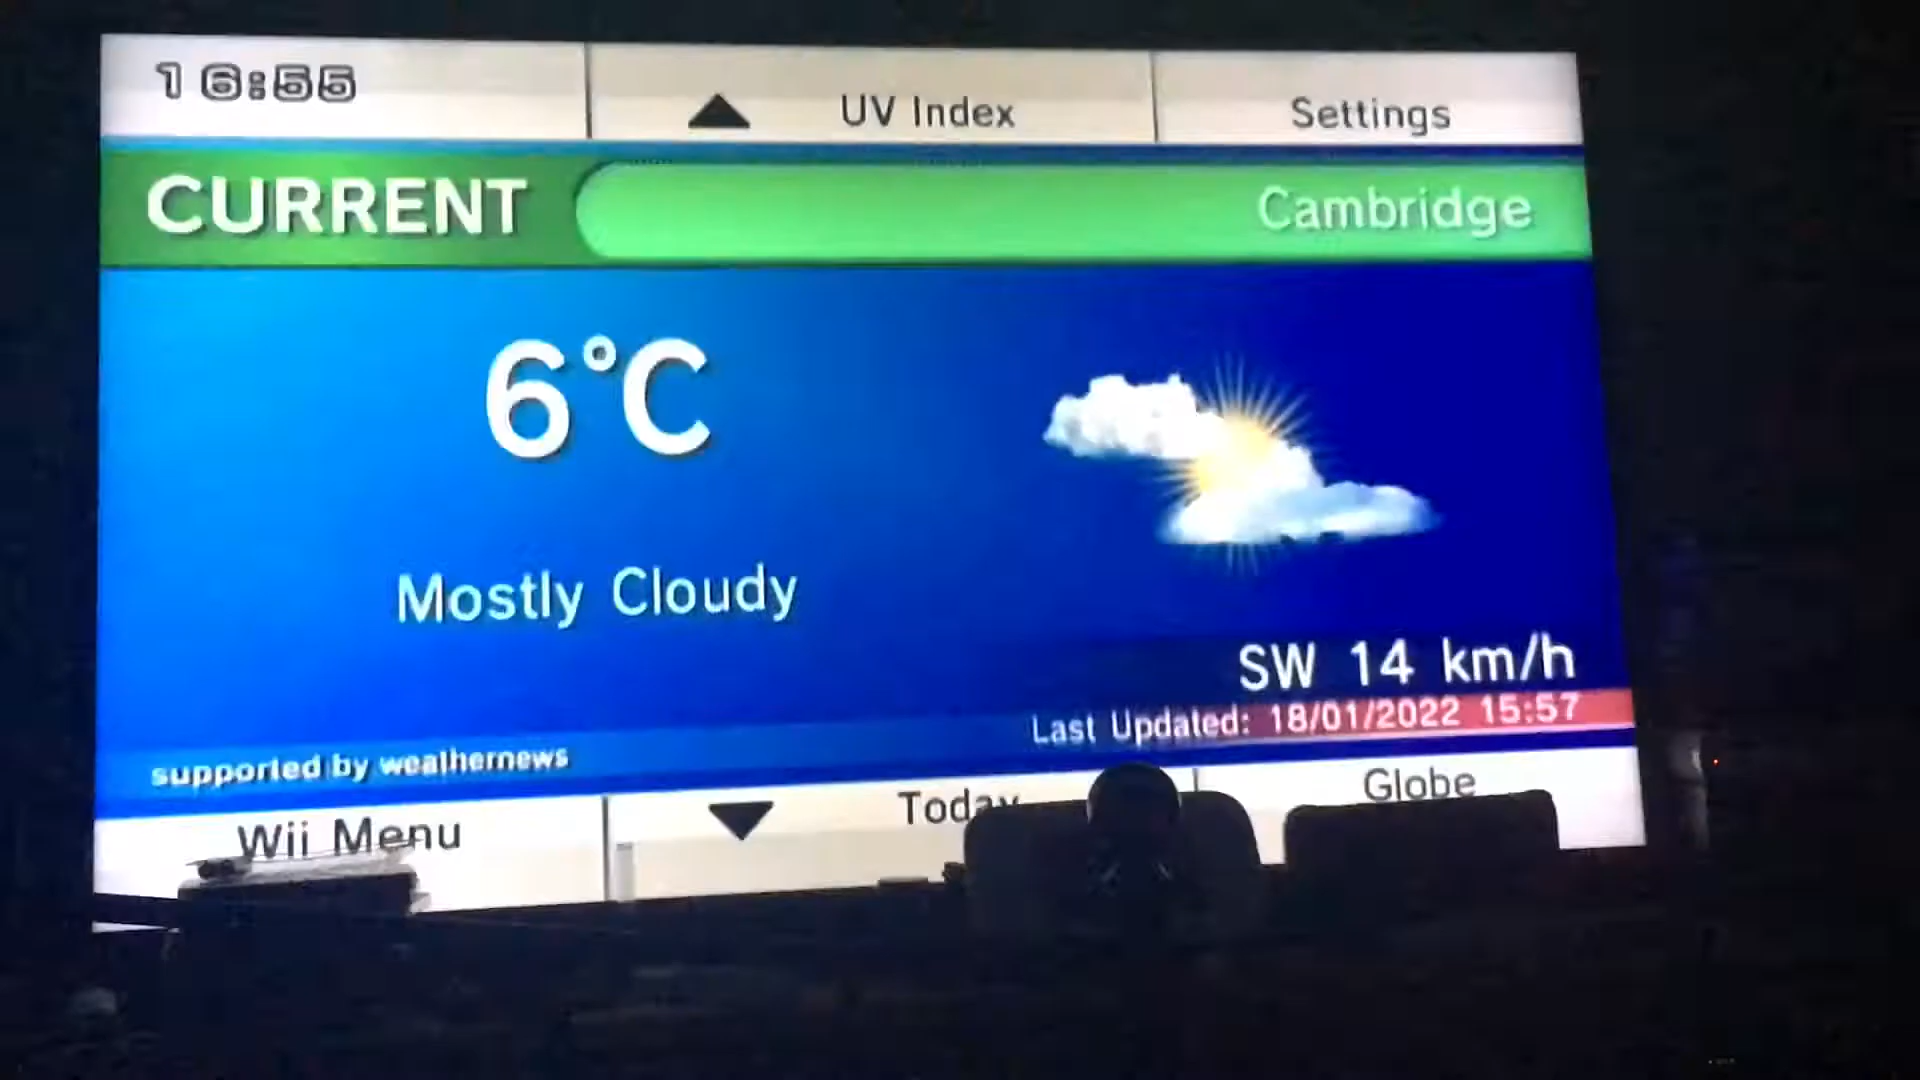 16:55
UV Index
Settings
CURRENT
Cambridge
6°C
Mostly Cloudy
SW 14 km/h
Last Updated: 18/01/2022 15:57
supported by weathernews
Wii Menu
Today
Globe